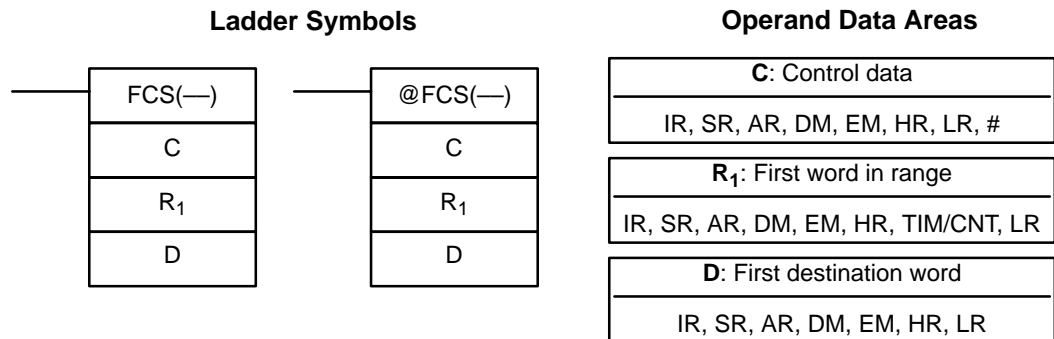 Ladder Symbols
FCS(––)
C
R1
D
@FCS(––)
C
R1
D
Operand Data Areas
C: Control data
IR, SR, AR, DM, EM, HR, LR, #
R1: First word in range
IR, SR, AR, DM, EM, HR, TIM/CNT, LR
D: First destination word
IR, SR, AR, DM, EM, HR, LR